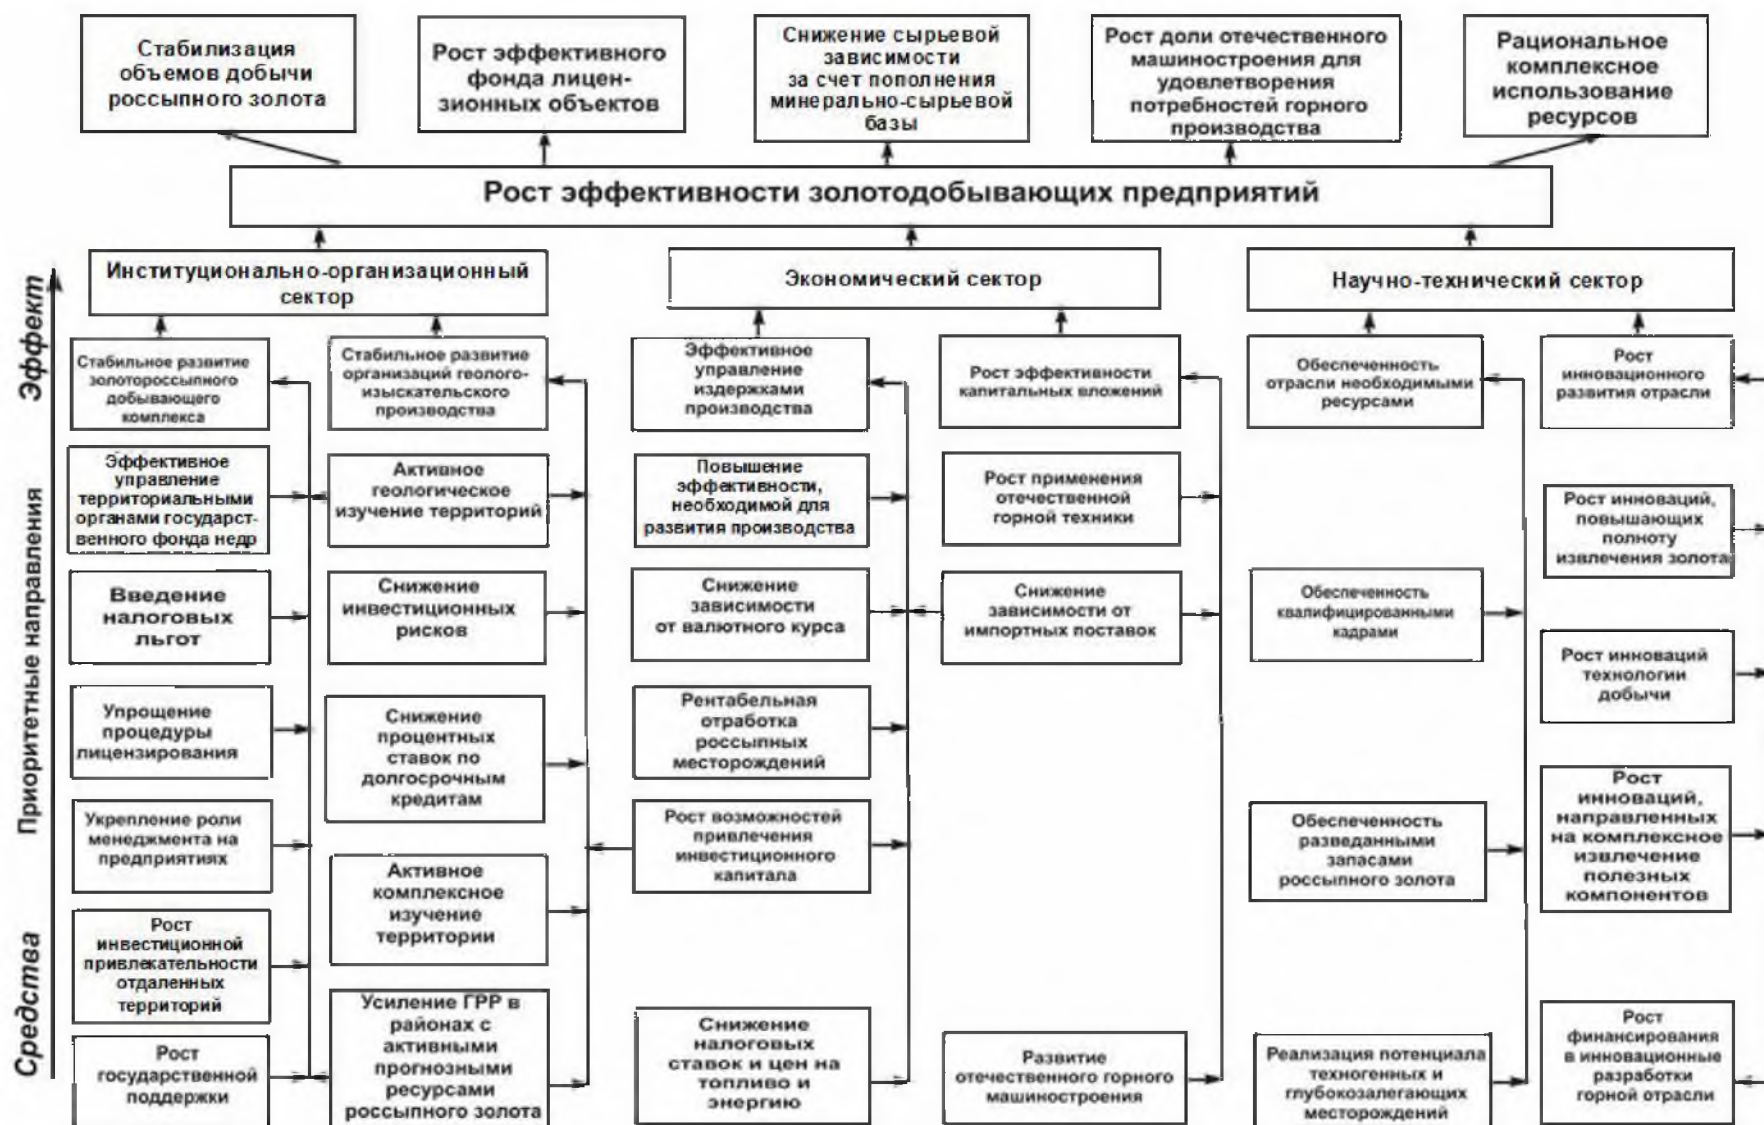 Стабилизация
объемов добычи
россыпного золота
Рост эффективного
фонда лицен-
зионных объектов
Снижение сырьевой
зависимости
за счет пополнения
минерально-сырьевой
базы
Рост доли отечественного
машиностроения для
удовлетворения
потребностей горного
производства
Рациональное
комплексное
использование
ресурсов
Рост эффективности золотодобывающих предприятий
Институционально-организационный
сектор
Экономический сектор
Научно-технический сектор
Эффект
Приоритетные направления
Средства
Стабильное развитие
золотороссыпного
добывающего
комплекса
Эффективное
управление
территориальными
органами государст-
венного фонда недр
Введение
налоговых
льгот
Упрощение
процедуры
лицензирования
Укрепление роли
менеджмента на
предприятиях
Рост
инвестиционной
привлекательности
отдаленных
территорий
Рост
государственной
поддержки
Стабильное развитие
организаций геолого-
изыскательского
производства
Активное
геологическое
изучение территорий
Снижение
инвестиционных
рисков
Снижение
процентных
ставок по
долгосрочным
кредитам
Активное
комплексное
изучение
территории
Усиление ГРР в
районах с
активными
прогнозными
ресурсами
россыпного золота
Эффективное
управление
издержками
производства
Повышение
эффективности,
необходимой для
развития производства
Снижение
зависимости
от валютного курса
Рентабельная
отработка
россыпных
месторождений
Рост возможностей
привлечения
инвестиционного
капитала
Снижение
налоговых
ставок и цен на
топливо и
энергию
Рост эффективности
капитальных вложений
Рост применения
отечественной
горной техники
Снижение
зависимости от
импортных поставок
Развитие
отечественного горного
машиностроения
Обеспеченность
отрасли необходимыми
ресурсами
Обеспеченность
квалифицированными
кадрами
Обеспеченность
разведанными
запасами
россыпного золота
Реализация потенциала
техногенных и
глубокозалегающих
месторождений
Рост
инновационного
развития отрасли
Рост инноваций,
повышающих
полноту
извлечения золота
Рост инноваций
технологии
добычи
Рост
инноваций,
направленных
на комплексное
извлечение
полезных
компонентов
Рост
финансирования
в инновационные
разработки
горной отрасли